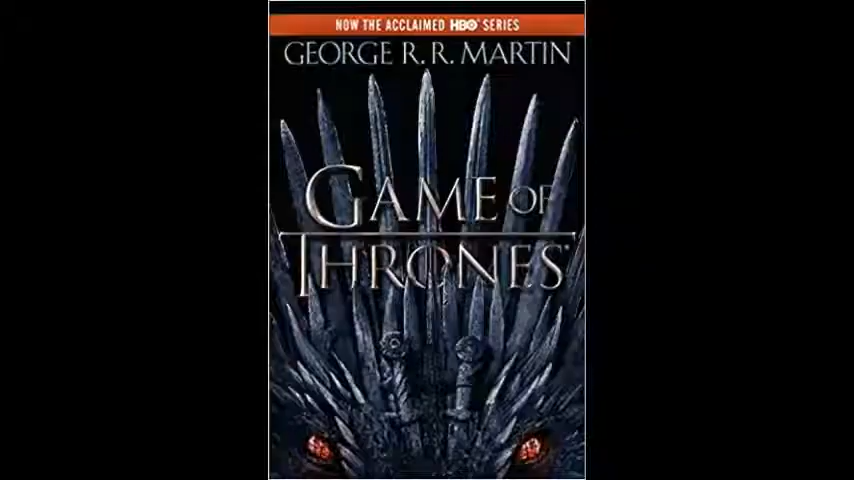 NOW THE ACCLAIMED HBO® SERIES
GEORGE R. R. MARTIN
GAME OF
THRONES